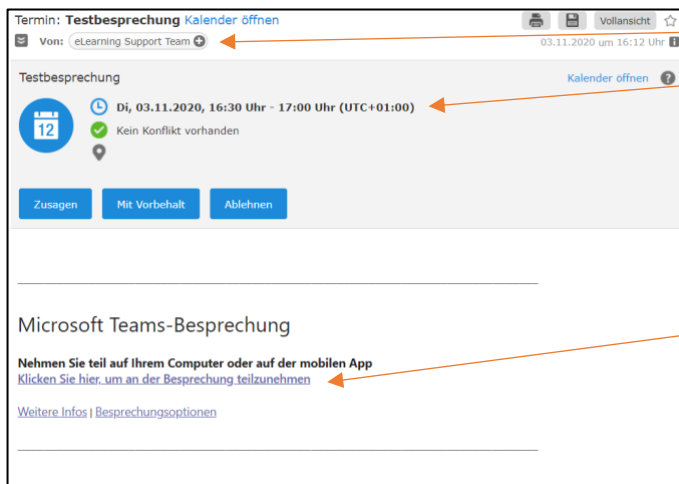 Termin: Testbesprechung Kalender öffnen Vollansicht
Von: eLearning Support Team 03.11.2020 um 16:12 Uhr
Testbesprechung Kalender öffnen
12 Di, 03.11.2020, 16:30 Uhr - 17:00 Uhr (UTC+01:00)
Kein Konflikt vorhanden
Zusagen Mit Vorbehalt Ablehnen
Microsoft Teams-Besprechung
Nehmen Sie teil auf Ihrem Computer oder auf der mobilen App
Klicken Sie hier, um an der Besprechung teilzunehmen
Weitere Infos | Besprechungsoptionen